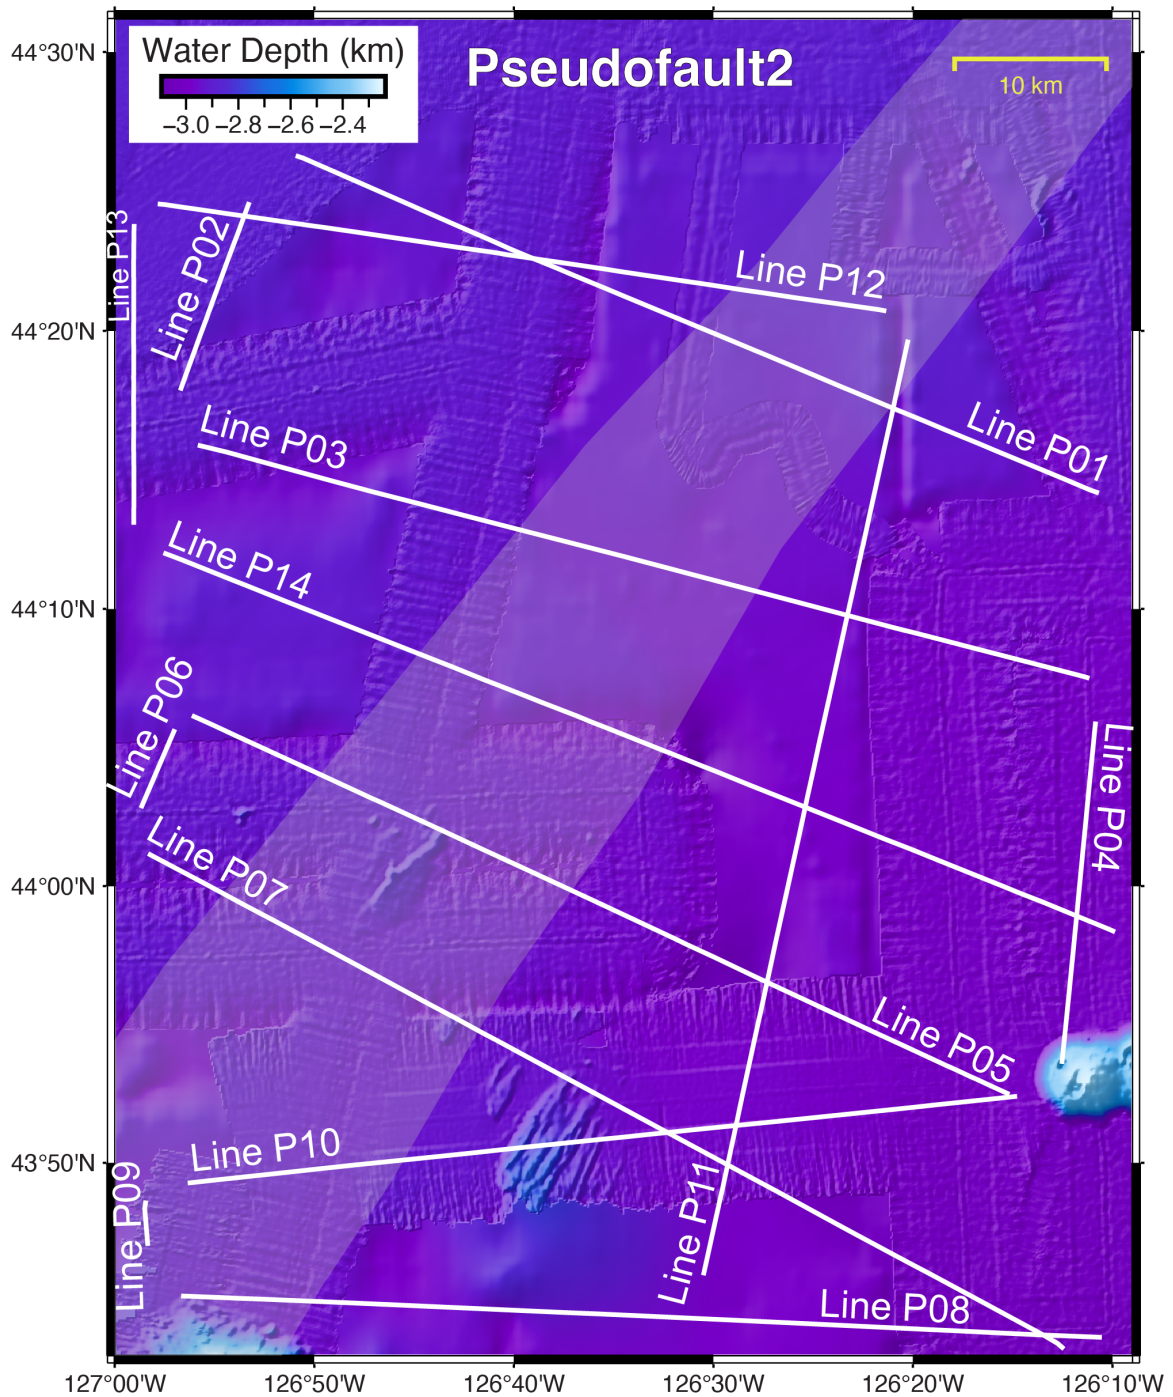 44°30'N
Water Depth (km)
−3.0 −2.8 −2.6 −2.4
Pseudofault2
10 km
Line P13
Line P02
Line P12
44°20'N
Line P03
Line P01
Line P14
44°10'N
Line P06
Line P04
Line P07
44°00'N
Line P05
Line P10
43°50'N
Line P09
Line P11
Line P08
127°00'W 126°50'W 126°40'W 126°30'W 126°20'W 126°10'W